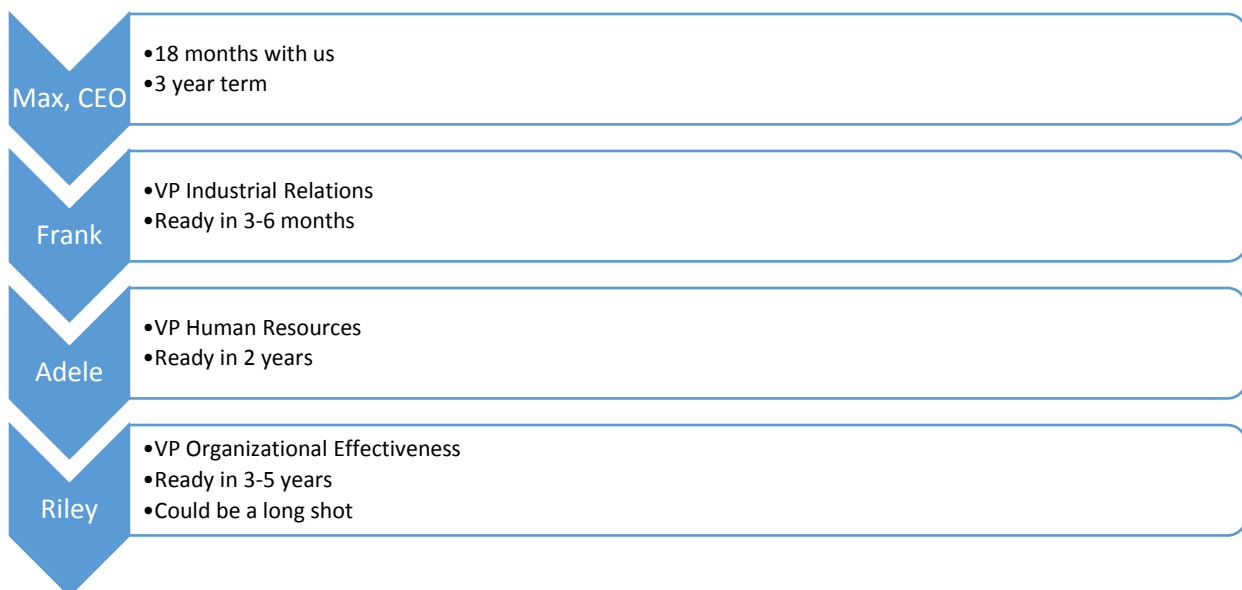 Max, CEO
•18 months with us
•3 year term
Frank
•VP Industrial Relations
•Ready in 3-6 months
Adele
•VP Human Resources
•Ready in 2 years
Riley
•VP Organizational Effectiveness
•Ready in 3-5 years
•Could be a long shot